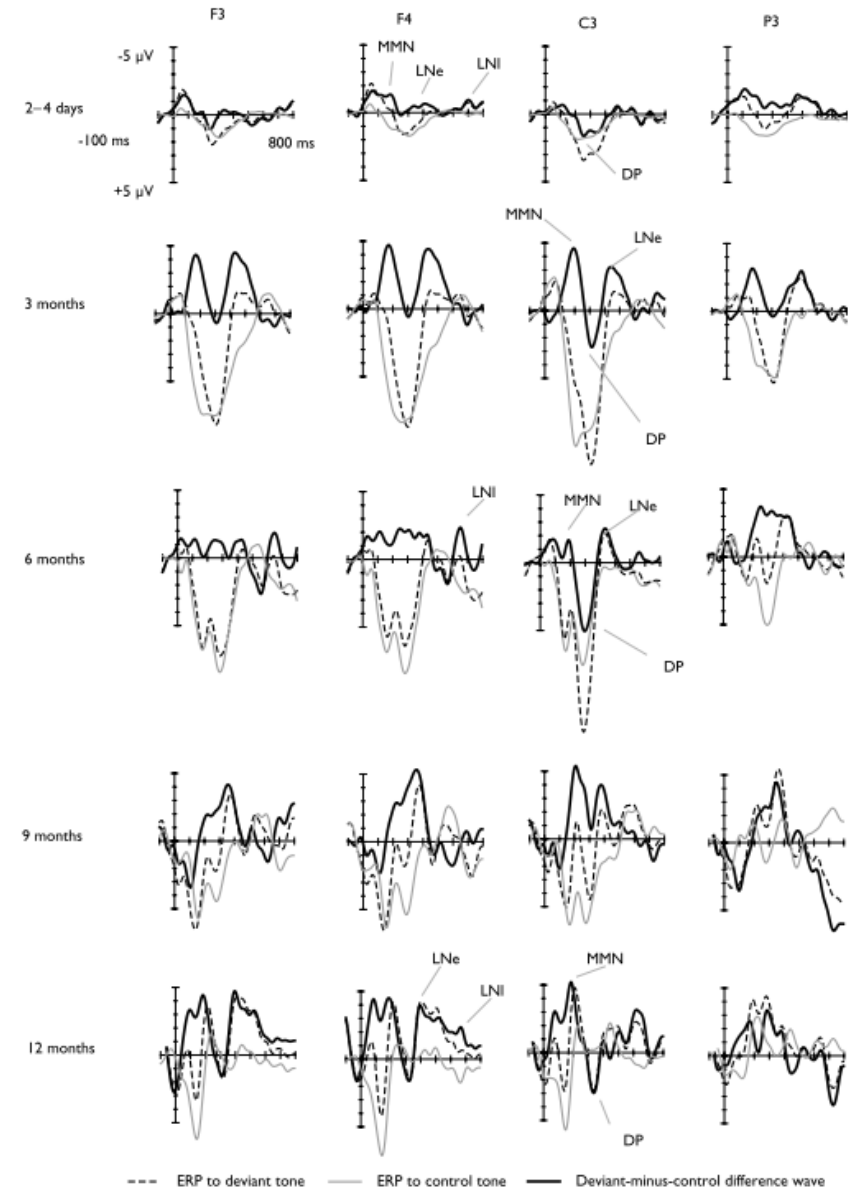 F3 F4 C3 P3
-5 µV
MMN
LNe
LNl
2–4 days
-100 ms 800 ms
DP
+5 µV
MMN
LNe
3 months
DP
LNl
MMN
LNe
6 months
DP
9 months
LNe
MMN
LNl
12 months
DP
ERP to deviant tone ERP to control tone Deviant-minus-control difference wave